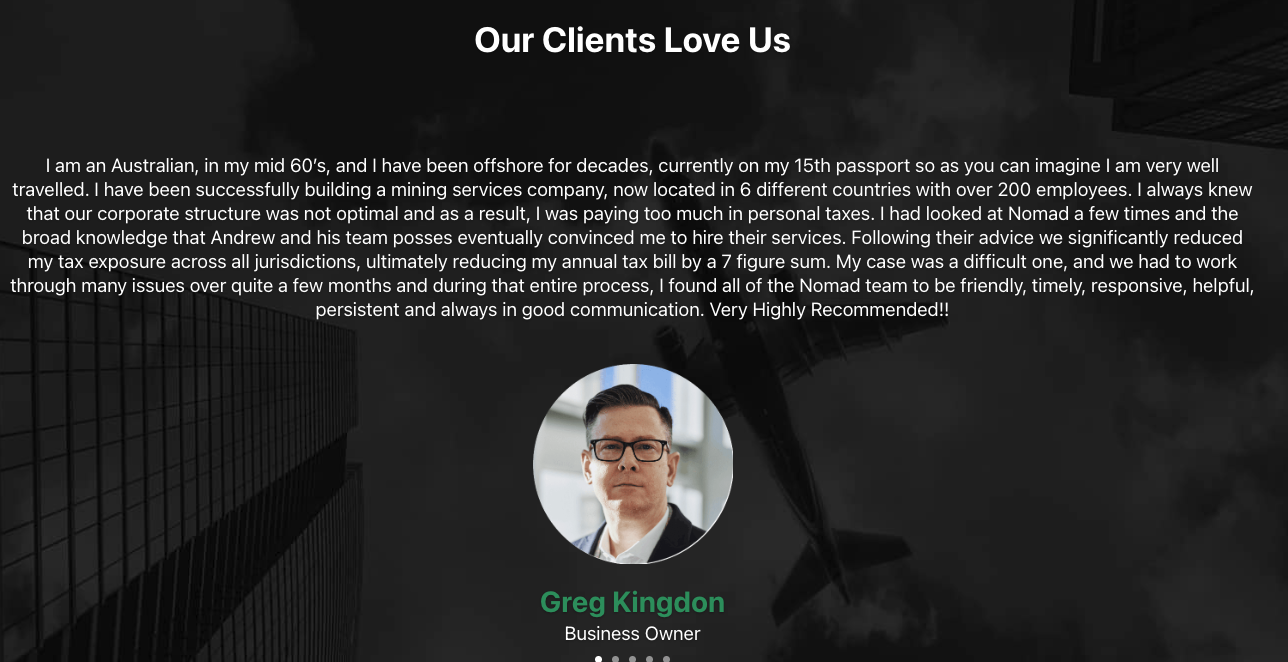 Our Clients Love Us
I am an Australian, in my mid 60’s, and I have been offshore for decades, currently on my 15th passport so as you can imagine I am very well
travelled. I have been successfully building a mining services company, now located in 6 different countries with over 200 employees. I always knew
that our corporate structure was not optimal and as a result, I was paying too much in personal taxes. I had looked at Nomad a few times and the
broad knowledge that Andrew and his team posses eventually convinced me to hire their services. Following their advice we significantly reduced
my tax exposure across all jurisdictions, ultimately reducing my annual tax bill by a 7 figure sum. My case was a difficult one, and we had to work
through many issues over quite a few months and during that entire process, I found all of the Nomad team to be friendly, timely, responsive, helpful,
persistent and always in good communication. Very Highly Recommended!!
Greg Kingdon
Business Owner